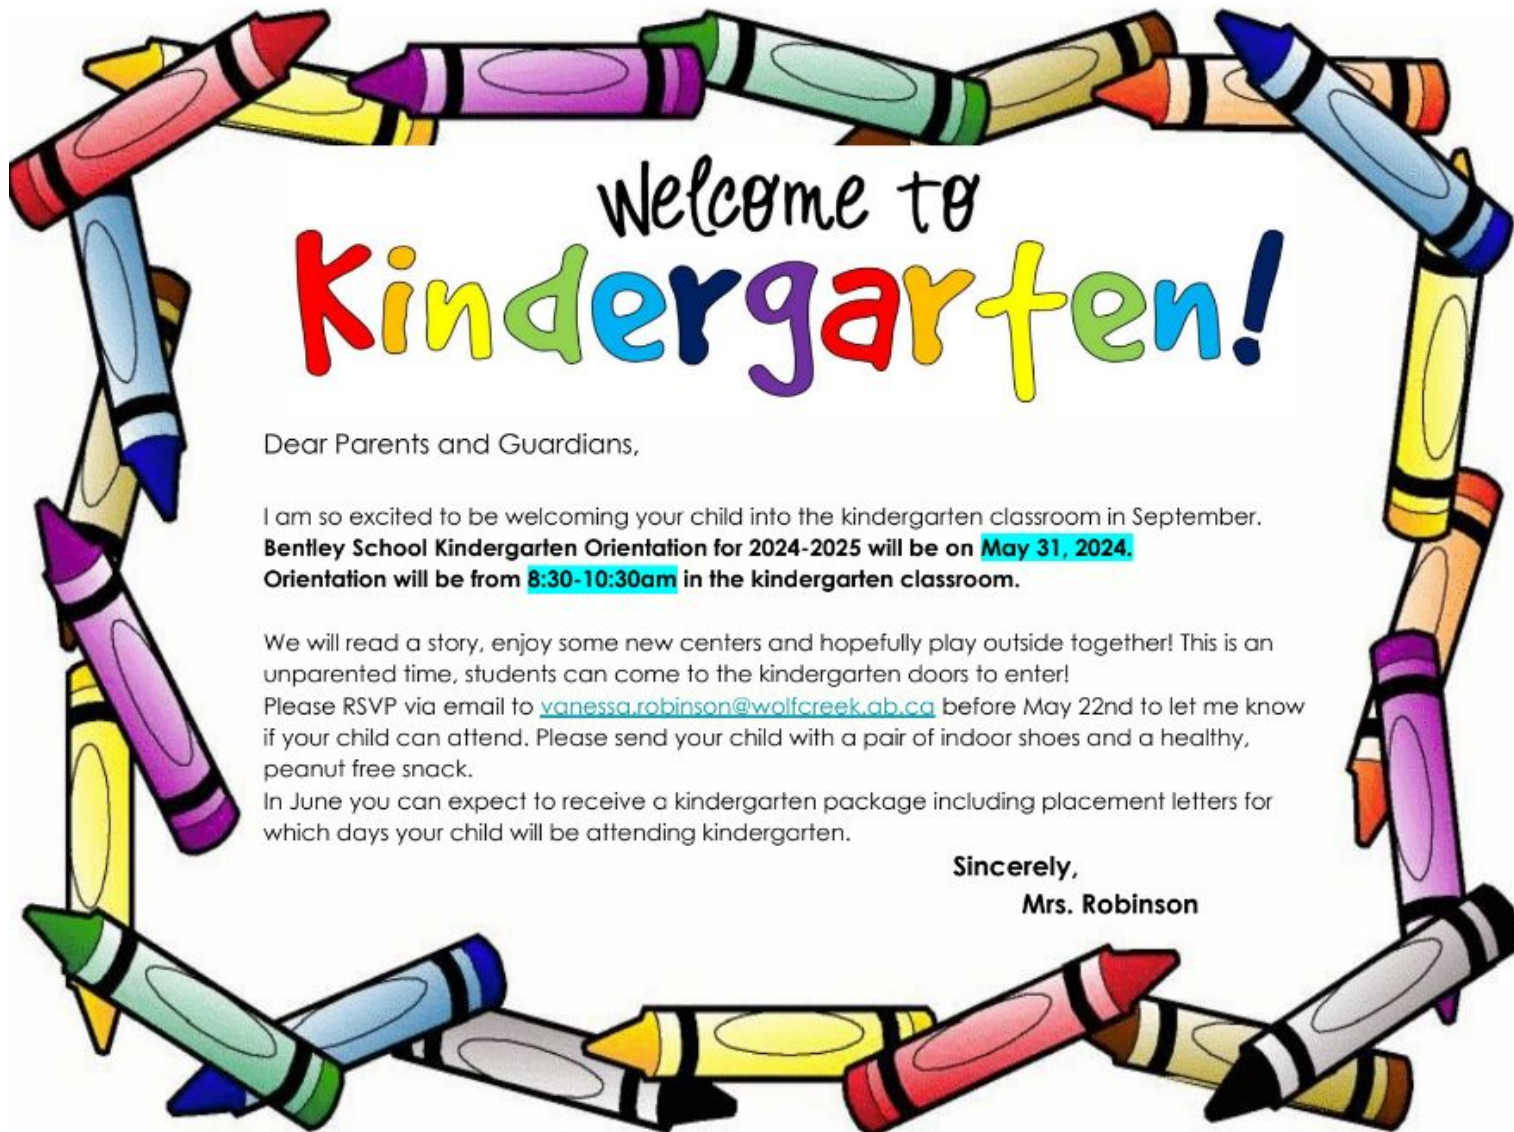 Welcome to
Kindergarten!
Dear Parents and Guardians,
I am so excited to be welcoming your child into the kindergarten classroom in September.
Bentley School Kindergarten Orientation for 2024-2025 will be on May 31, 2024.
Orientation will be from 8:30-10:30am in the kindergarten classroom.
We will read a story, enjoy some new centers and hopefully play outside together! This is an
unparented time, students can come to the kindergarten doors to enter!
Please RSVP via email to vanessa.robinson@wolfcreek.ab.ca before May 22nd to let me know
if your child can attend. Please send your child with a pair of indoor shoes and a healthy,
peanut free snack.
In June you can expect to receive a kindergarten package including placement letters for
which days your child will be attending kindergarten.
Sincerely,
Mrs. Robinson